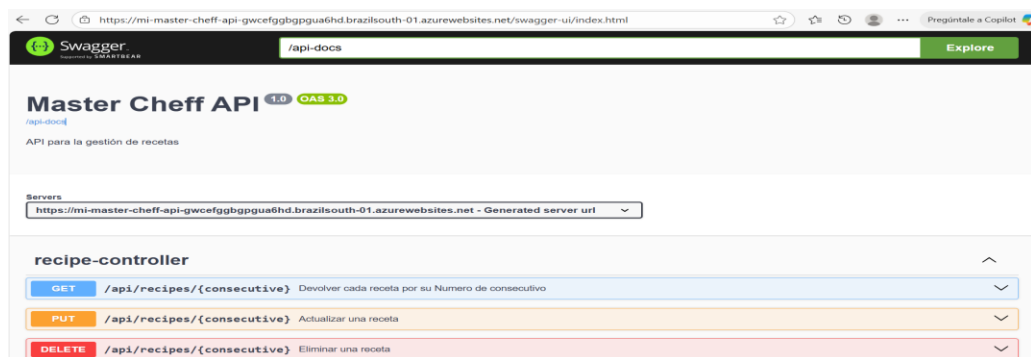 https://mi-master-cheff-api-gwcefggbgpgua6hd.brazilsouth-01.azurewebsites.net/swagger-ui/index.html
Pregúntale a Copilot
Swagger.
Supported by SMARTBEAR
/api-docs
Explore
Master Cheff API 1.0 OAS 3.0
/api-docs
API para la gestión de recetas
Servers
https://mi-master-cheff-api-gwcefggbgpgua6hd.brazilsouth-01.azurewebsites.net - Generated server url
recipe-controller
GET /api/recipes/{consecutive} Devolver cada receta por su Numero de consecutivo
PUT /api/recipes/{consecutive} Actualizar una receta
DELETE /api/recipes/{consecutive} Eliminar una receta